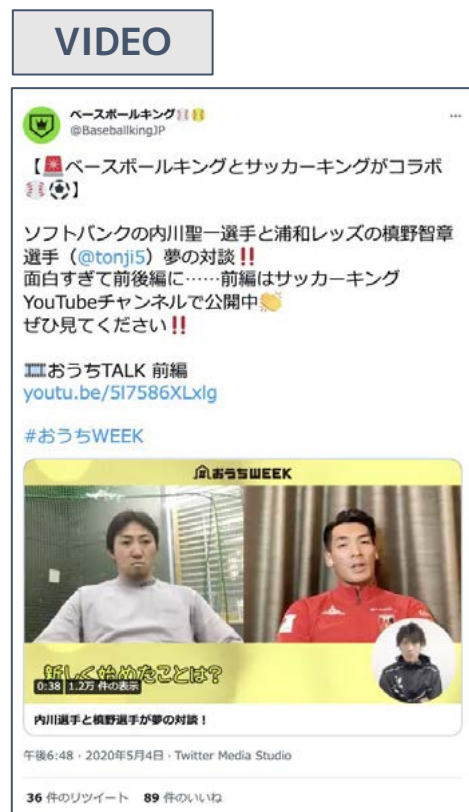 VIDEO
ベースボールキング⚾🥎
@BaseballkingJP
...
【🚨ベースボールキングとサッカーキングがコラボ
⚾⚽】
ソフトバンクの内川聖一選手と浦和レッズの槙野智章
選手（@tonji5）夢の対談‼️
面白すぎて前後編に……前編はサッカーキング
YouTubeチャンネルで公開中👏
ぜひ見てください‼️
🎞️おうちTALK 前編
youtu.be/5l7586XLxlg
#おうちWEEK
#おうちWEEK
新しく始めたことは？
0:38 1.2万 件の表示
内川選手と槙野選手が夢の対談！
午後6:48 · 2020年5月4日 · Twitter Media Studio
36 件のリツイート 89 件のいいね